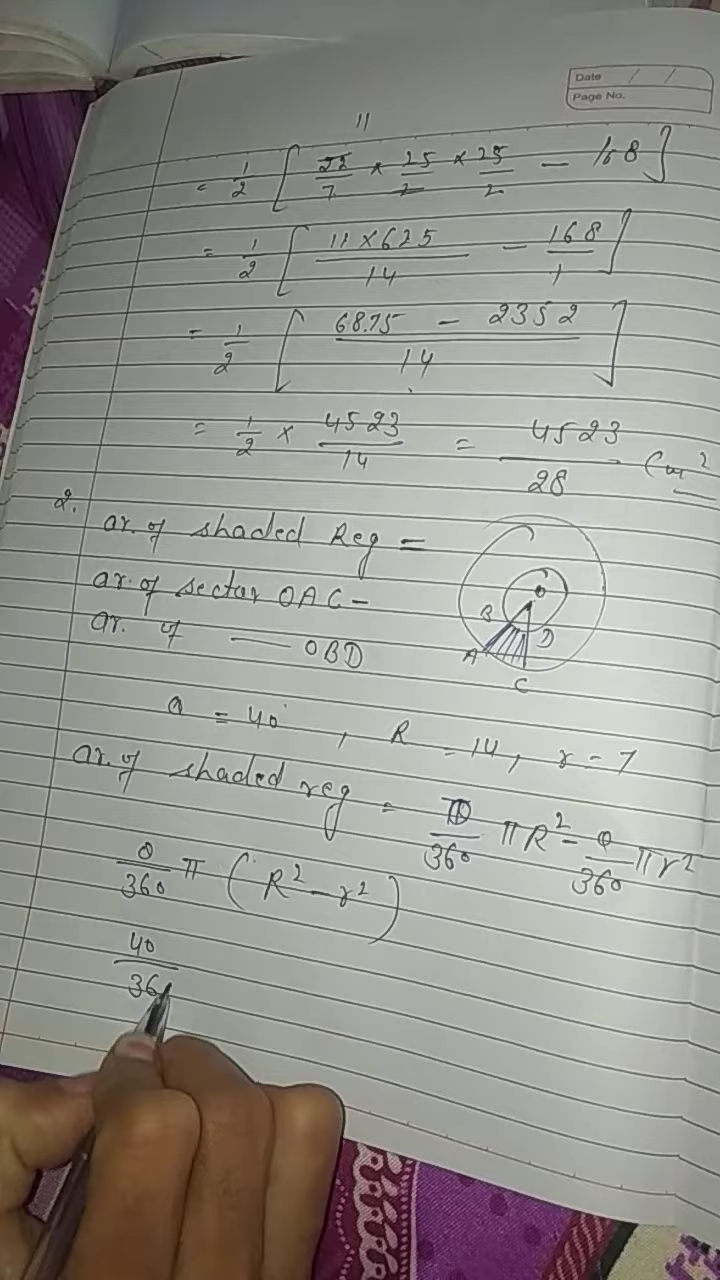 Date / /
Page No.
11
= 1/2 [ 22/7 × 25/2 × 25/2 - 168 ]
= 1/2 [ 11 × 625/14 - 168/1 ]
= 1/2 [ 6875 - 2352/14 ]
= 1/2 × 4523/14 = 4523/28 Cm²
2.
ar. of shaded Reg =
ar. of sector OAC -
ar. of —— OBD
O
B
D
A
C
θ = 40°, R = 14, r = 7
ar. of shaded reg = θ/360 πR² - θ/360 πr²
θ/360 π (R² - r²)
40/36